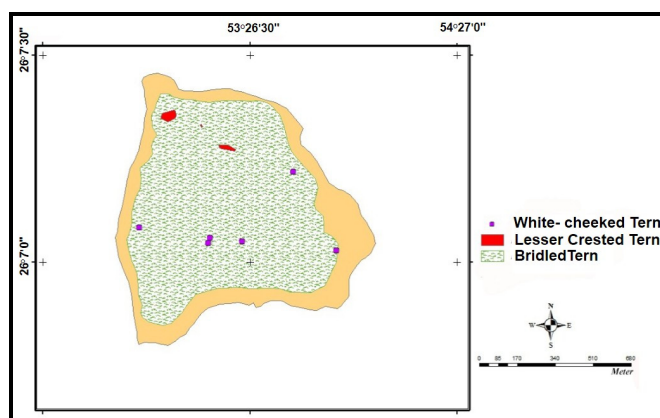 53°26'30" 54°27'0"
26°7'30"
26°7'0"
White- cheeked Tern
Lesser Crested Tern
BridledTern
N
W E
S
0 85 170 340 510 680
Meter